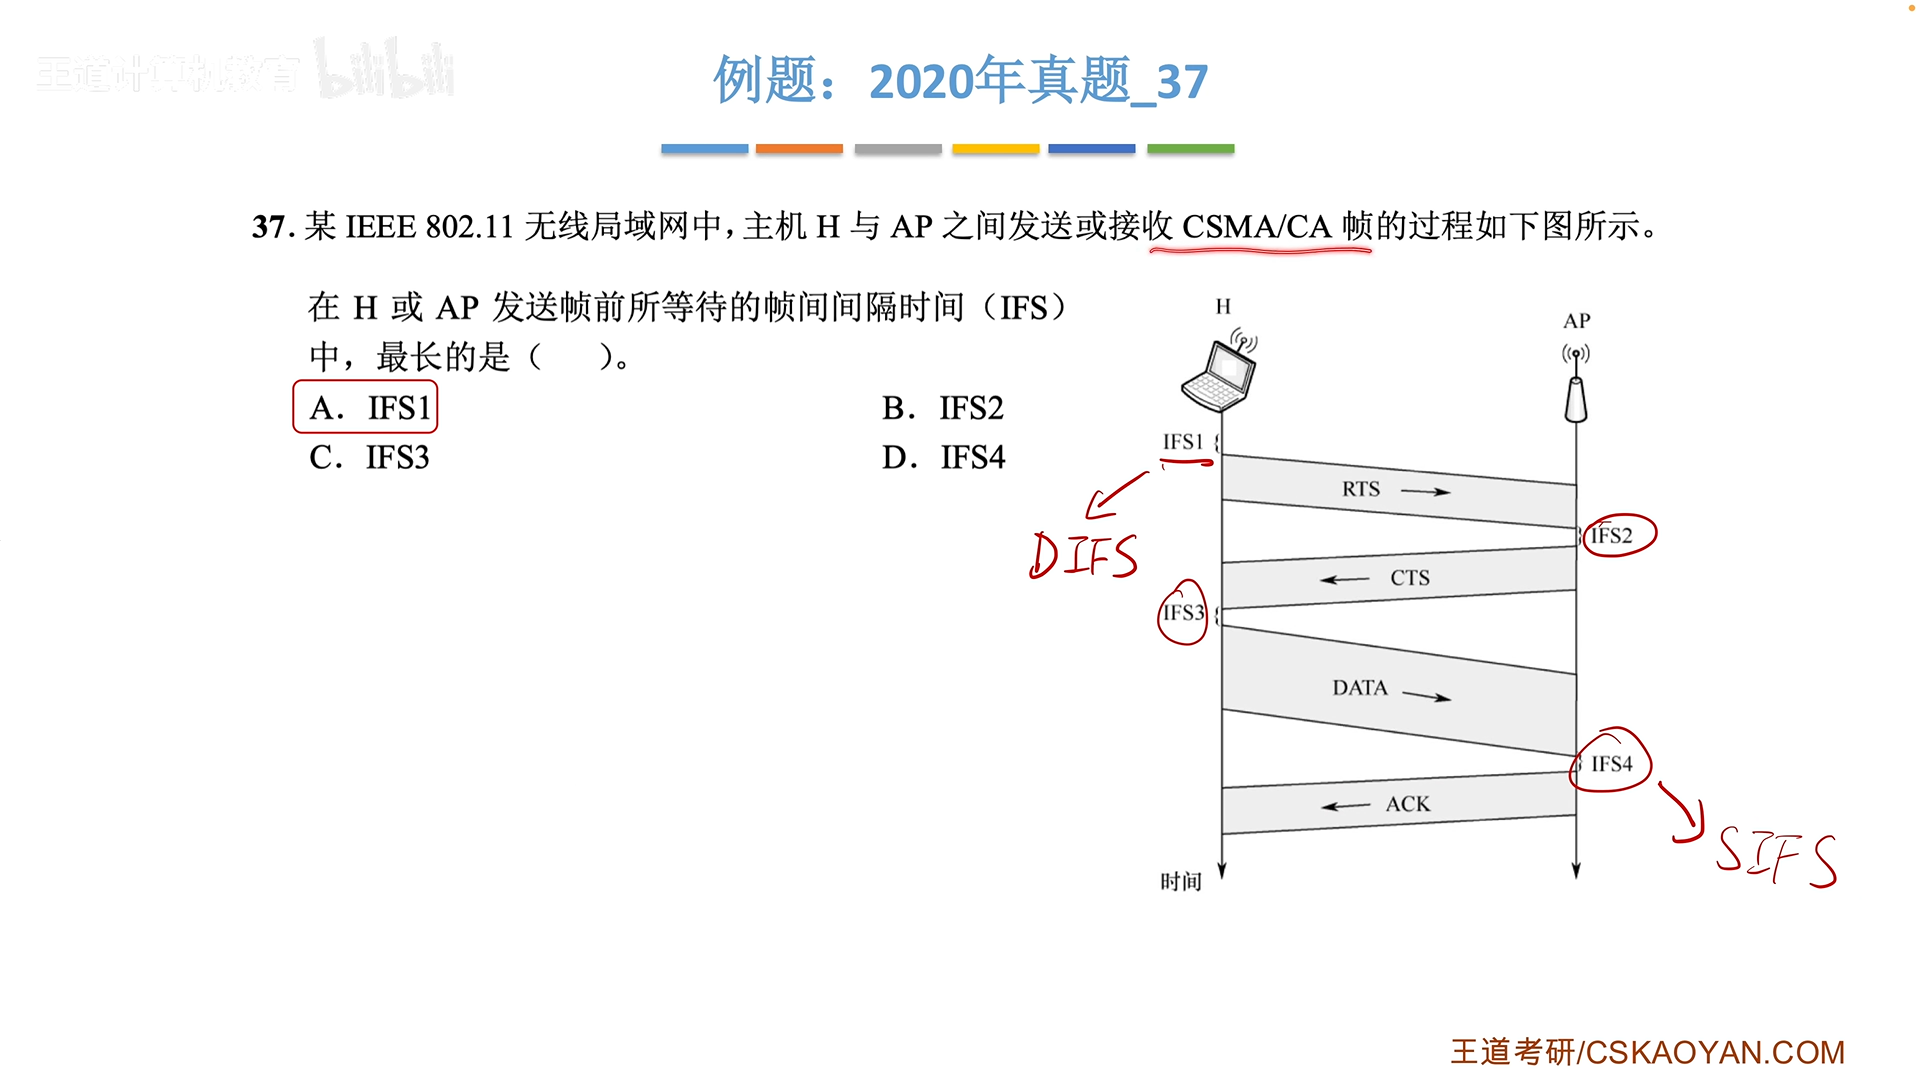 王道计算机教育 bilibili
例题：2020年真题_37
37. 某 IEEE 802.11 无线局域网中，主机 H 与 AP 之间发送或接收 CSMA/CA 帧的过程如下图所示。
在 H 或 AP 发送帧前所等待的帧间间隔时间（IFS）
中，最长的是（ ）。
A. IFS1
B. IFS2
C. IFS3
D. IFS4
H
AP
IFS1
RTS
DIFS
IFS2
CTS
IFS3
DATA
IFS4
ACK
SIFS
时间
王道考研/CSKAOYAN.COM